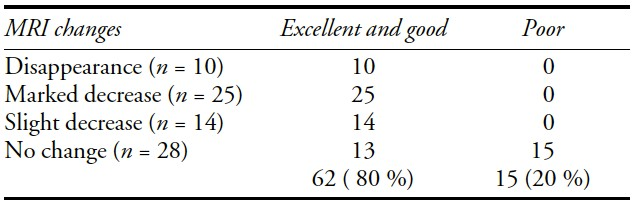 MRI changes Excellent and good Poor
Disappearance (n = 10) 10 0
Marked decrease (n = 25) 25 0
Slight decrease (n = 14) 14 0
No change (n = 28) 13 15
62 ( 80 %) 15 (20 %)